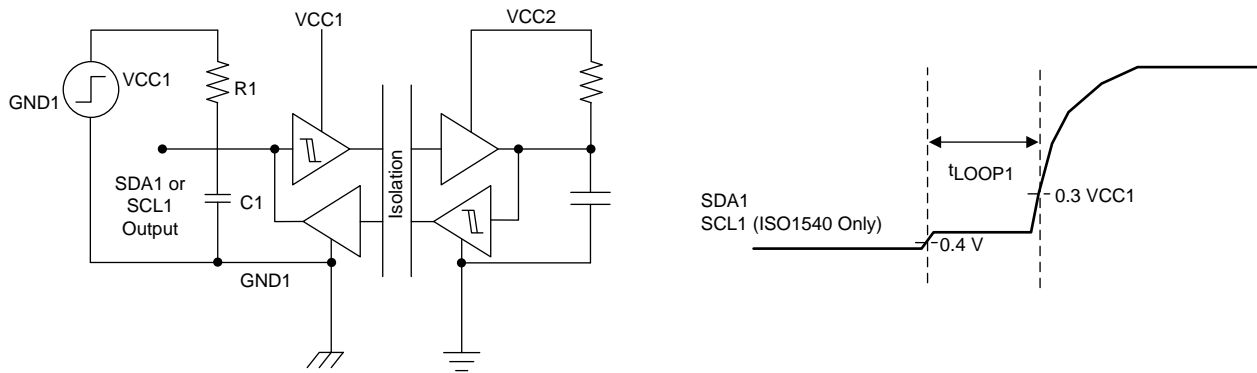 VCC1
VCC2
VCC1
GND1
R1
SDA1 or
SCL1
Output
C1
Isolation
GND1
tLOOP1
0.3 VCC1
SDA1
SCL1 (ISO1540 Only)
0.4 V